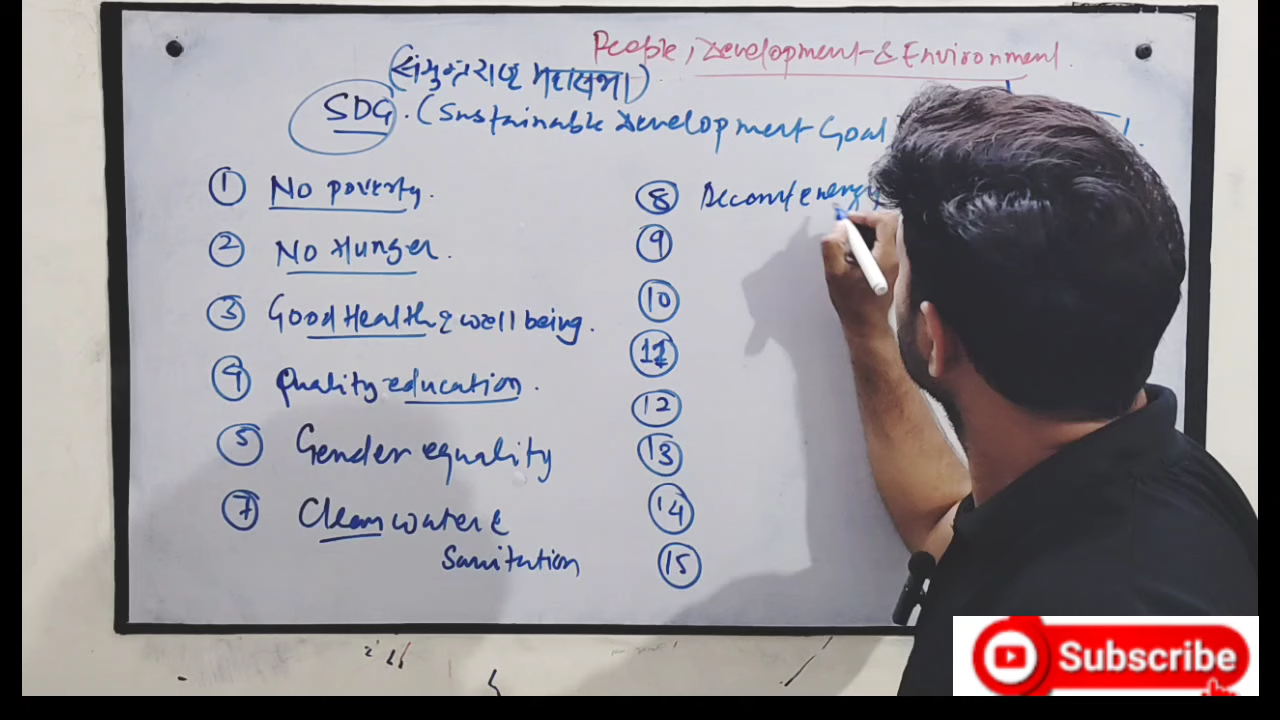 People, Development & Environment.
(संयुक्त राष्ट्र महासभा)
SDG. (Sustainable Development Goal
① No poverty.
② No Hunger.
③ Good Health & well being.
④ Quality education.
⑤ Gender equality
⑦ Clean water &
Sanitation
⑧ energy
⑨
⑩
⑪
⑫
⑬
⑭
⑮
Subscribe